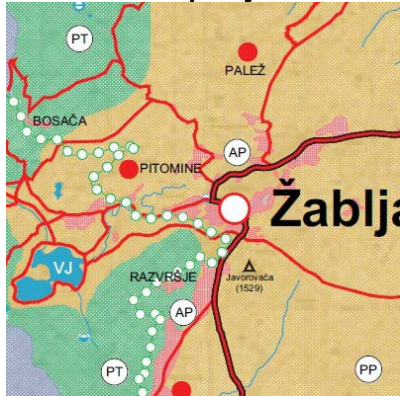 PT
PALEŽ
BOSAČA
AP
PITOMINE
Žablja
VJ
RAZVRŠJE
Javorovača
(1529)
AP
PT
PP